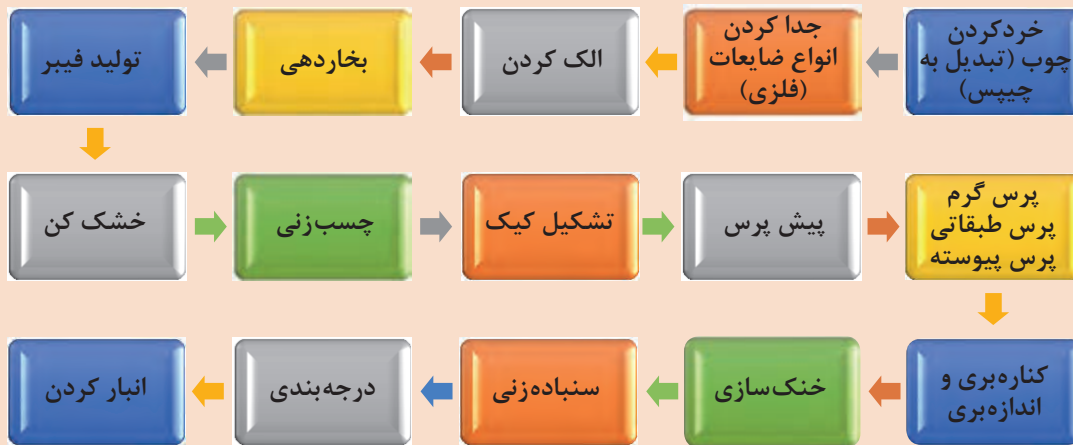 خردکردن
چوب (تبدیل به
چیپس)
جدا کردن
انواع ضایعات
(فلزی)
الک کردن
بخاردهی
تولید فیبر
خشک کن
چسب‌زنی
تشکیل کیک
پیش پرس
پرس گرم
پرس طبقاتی
پرس پیوسته
کناره‌بری و
اندازه‌بری
خنک‌سازی
سنباده‌زنی
درجه‌بندی
انبار کردن